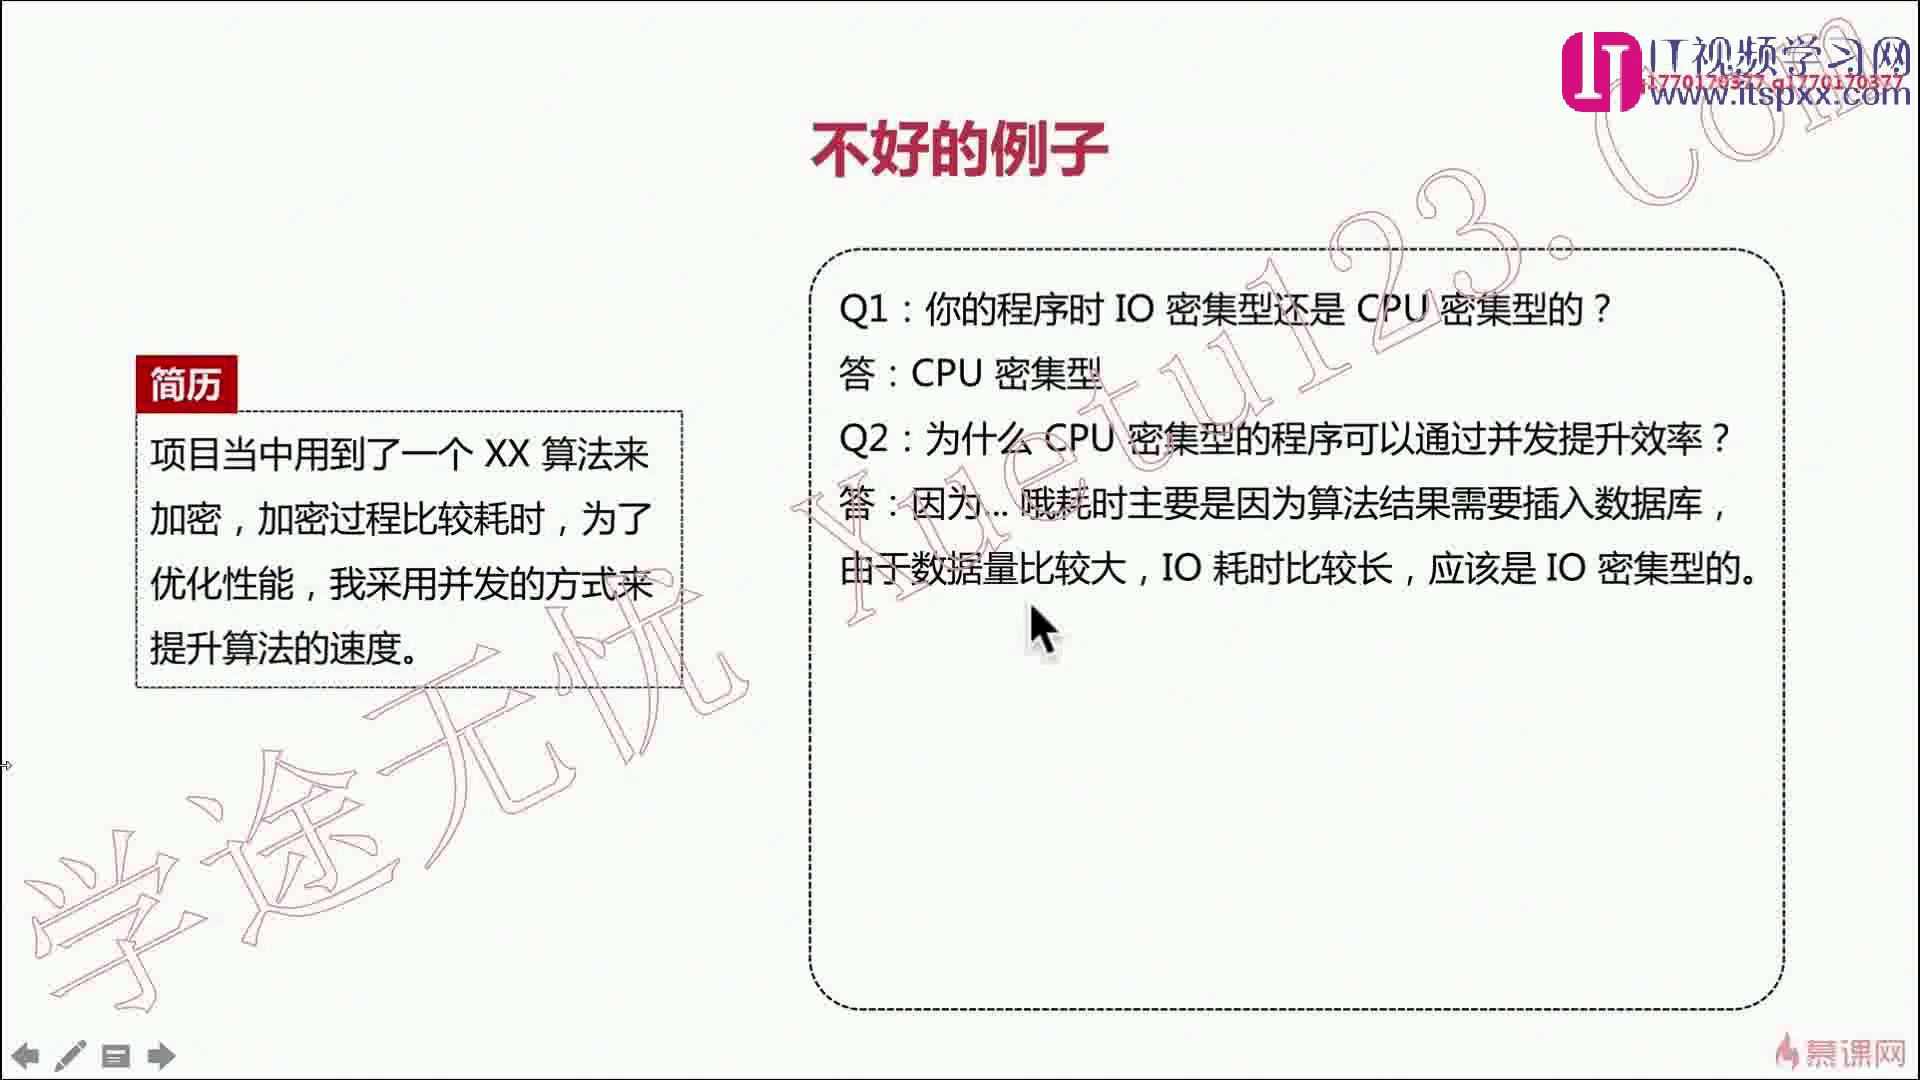 IT视频学习网
q1770170377 q1770170377
www.itspxx.com
不好的例子
简历
项目当中用到了一个 XX 算法来
加密，加密过程比较耗时，为了
优化性能，我采用并发的方式来
提升算法的速度。
Q1：你的程序时 IO 密集型还是 CPU 密集型的？
答：CPU 密集型
Q2：为什么 CPU 密集型的程序可以通过并发提升效率？
答：因为... 哦耗时主要是因为算法结果需要插入数据库，
由于数据量比较大，IO 耗时比较长，应该是 IO 密集型的。
学途无忧 Xuetu123.Com
慕课网